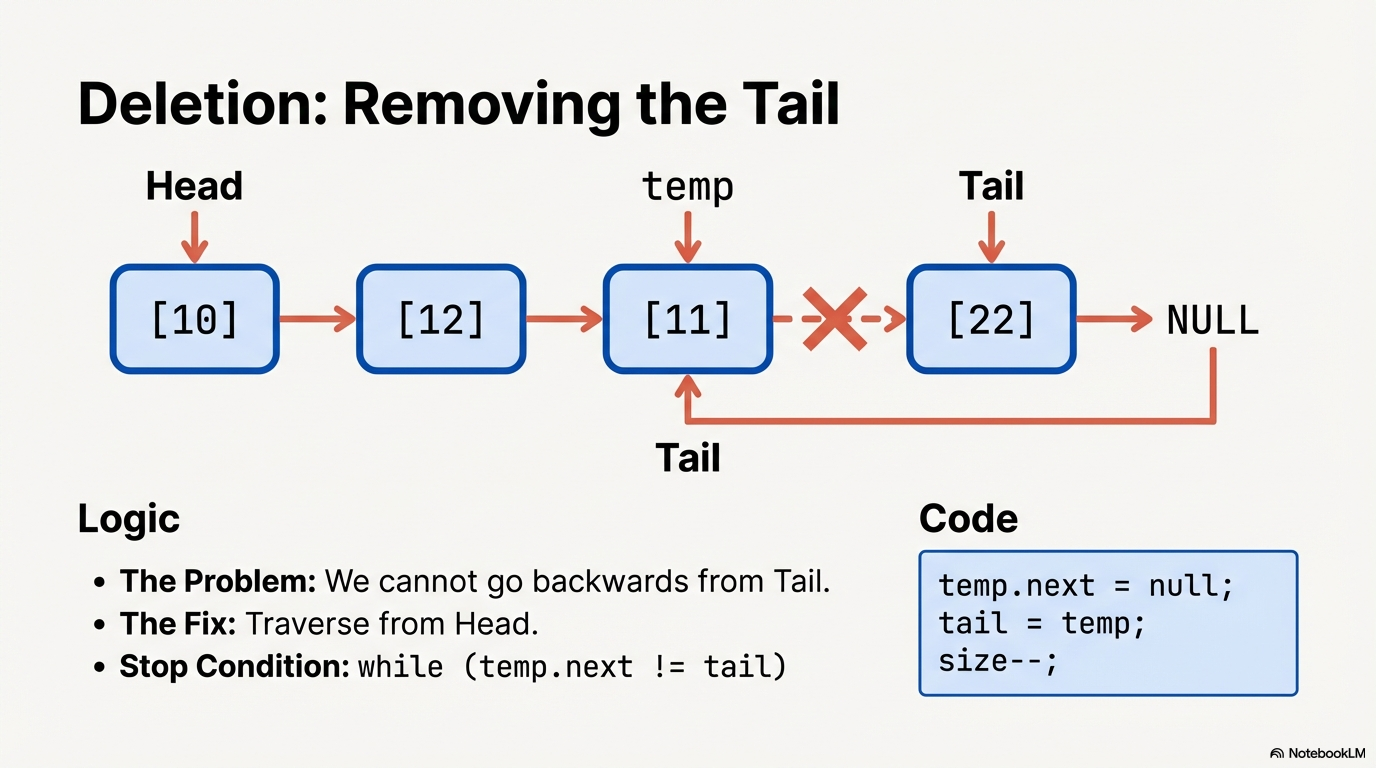 Deletion: Removing the Tail
Head temp Tail
[10] [12] [11] [22] NULL
Tail
Logic
• The Problem: We cannot go backwards from Tail.
• The Fix: Traverse from Head.
• Stop Condition: while (temp.next != tail)
Code
temp.next = null;
tail = temp;
size--;
NotebookLM